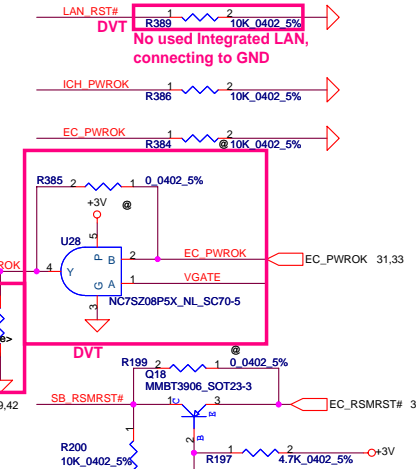 LAN_RST#
1
2
DVT
R389
10K_0402_5%
No used Integrated LAN,
connecting to GND
ICH_PWROK
1
2
R386
10K_0402_5%
EC_PWROK
1
2
R384
@
10K_0402_5%
R385
2
1
0_0402_5%
+3V
@
U28
5
P
B
2
EC_PWROK
EC_PWROK 31,33
OK
4
Y
G
A
1
VGATE
3
NC7SZ08P5X_NL_SC70-5
DVT
@
R199
2
1
0_0402_5%
Q18
MMBT3906_SOT23-3
SB_RSMRST#
1
C
3
E
EC_RSMRST# 3
9,42
B
2
1
R200
10K_0402_5%
R197
1
2
4.7K_0402_5%
+3V